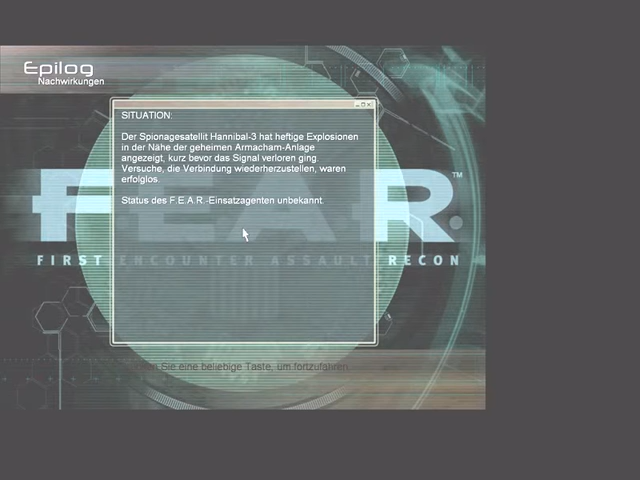 Epilog
Nachwirkungen
SITUATION:
Der Spionagesatellit Hannibal-3 hat heftige Explosionen
in der Nähe der geheimen Armacham-Anlage
angezeigt, kurz bevor das Signal verloren ging.
Versuche, die Verbindung wiederherzustellen, waren
erfolglos.
Status des F.E.A.R.-Einsatzagenten unbekannt.
F.E.A.R.™
FIRST ENCOUNTER ASSAULT RECON
Sie eine beliebige Taste, um fortzufahren